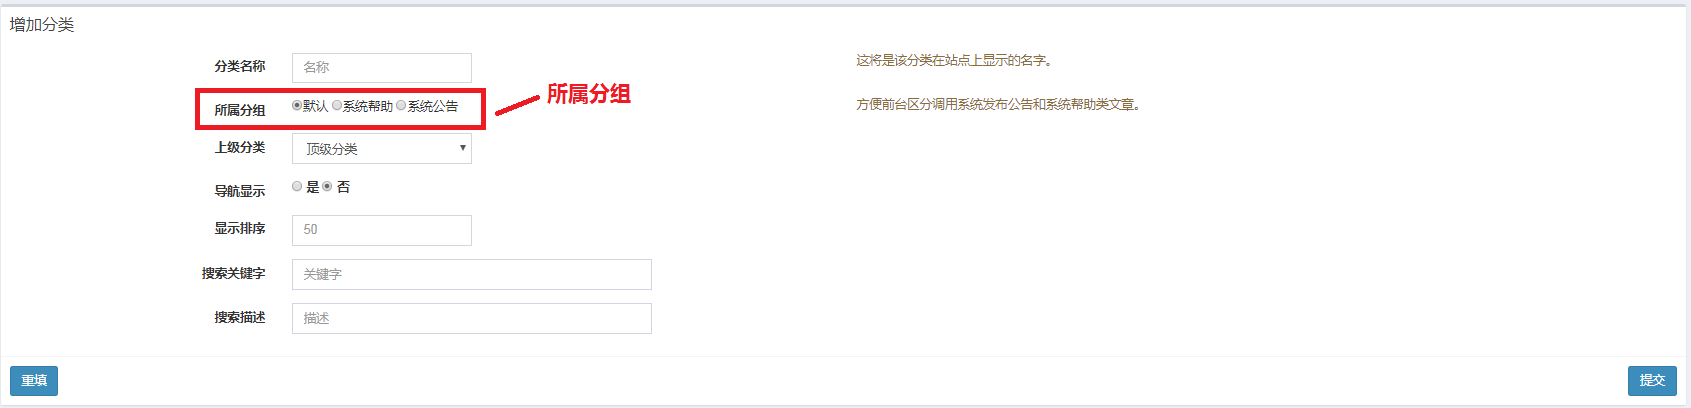 增加分类
分类名称 名称 这将是该分类在站点上显示的名字。
所属分组 默认 系统帮助 系统公告 所属分组 方便前台区分调用系统发布公告和系统帮助类文章。
上级分类 顶级分类
导航显示 是 否
显示排序 50
搜索关键字 关键字
搜索描述 描述
重填 提交